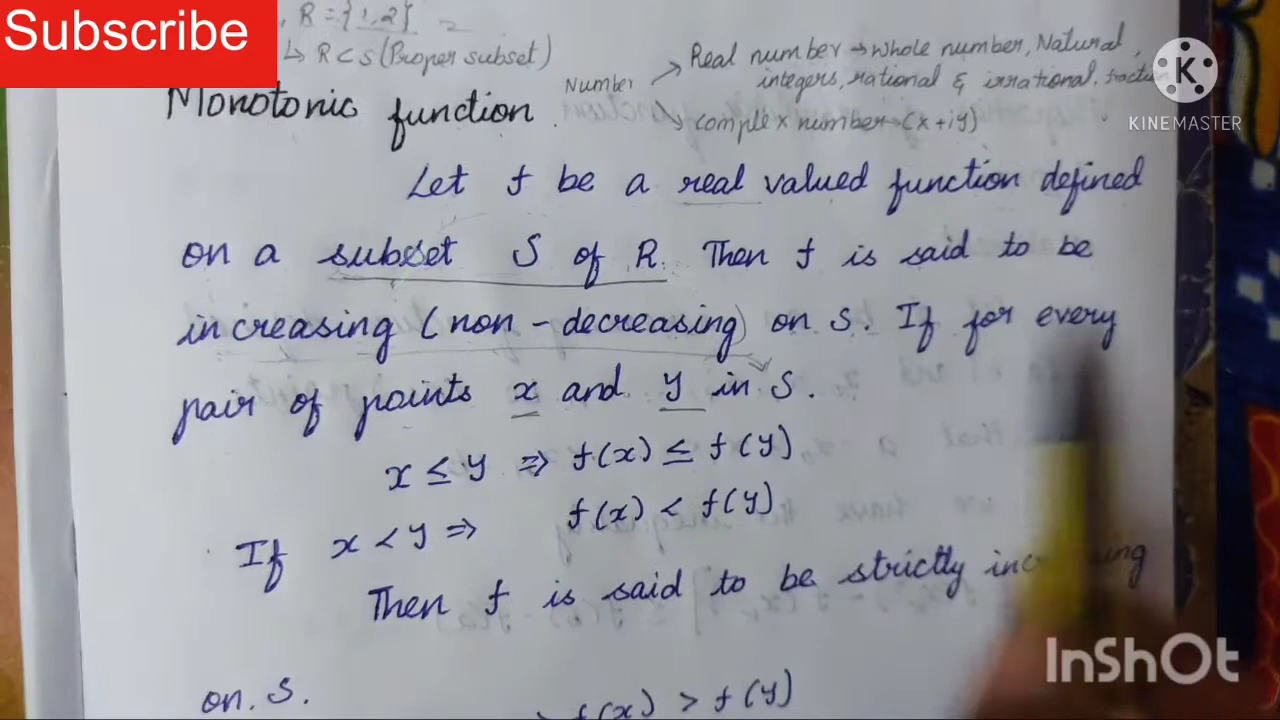 Subscribe
, R = {1,2}
↳ R ⊂ S (Proper subset)
Number
Real number → whole number, Natural,
integers, rational & irrational, fraction
complex number → (x + iy)
KINEMASTER
Monotonic function.
Let f be a real valued function defined
on a subset S of R. Then f is said to be
increasing (non-decreasing) on S. If for every
pair of points x and y in S.
x ≤ y ⇒ f(x) ≤ f(y)
If x < y ⇒ f(x) < f(y)
Then f is said to be strictly
on. S.
f(x) > f(y)
InShOt